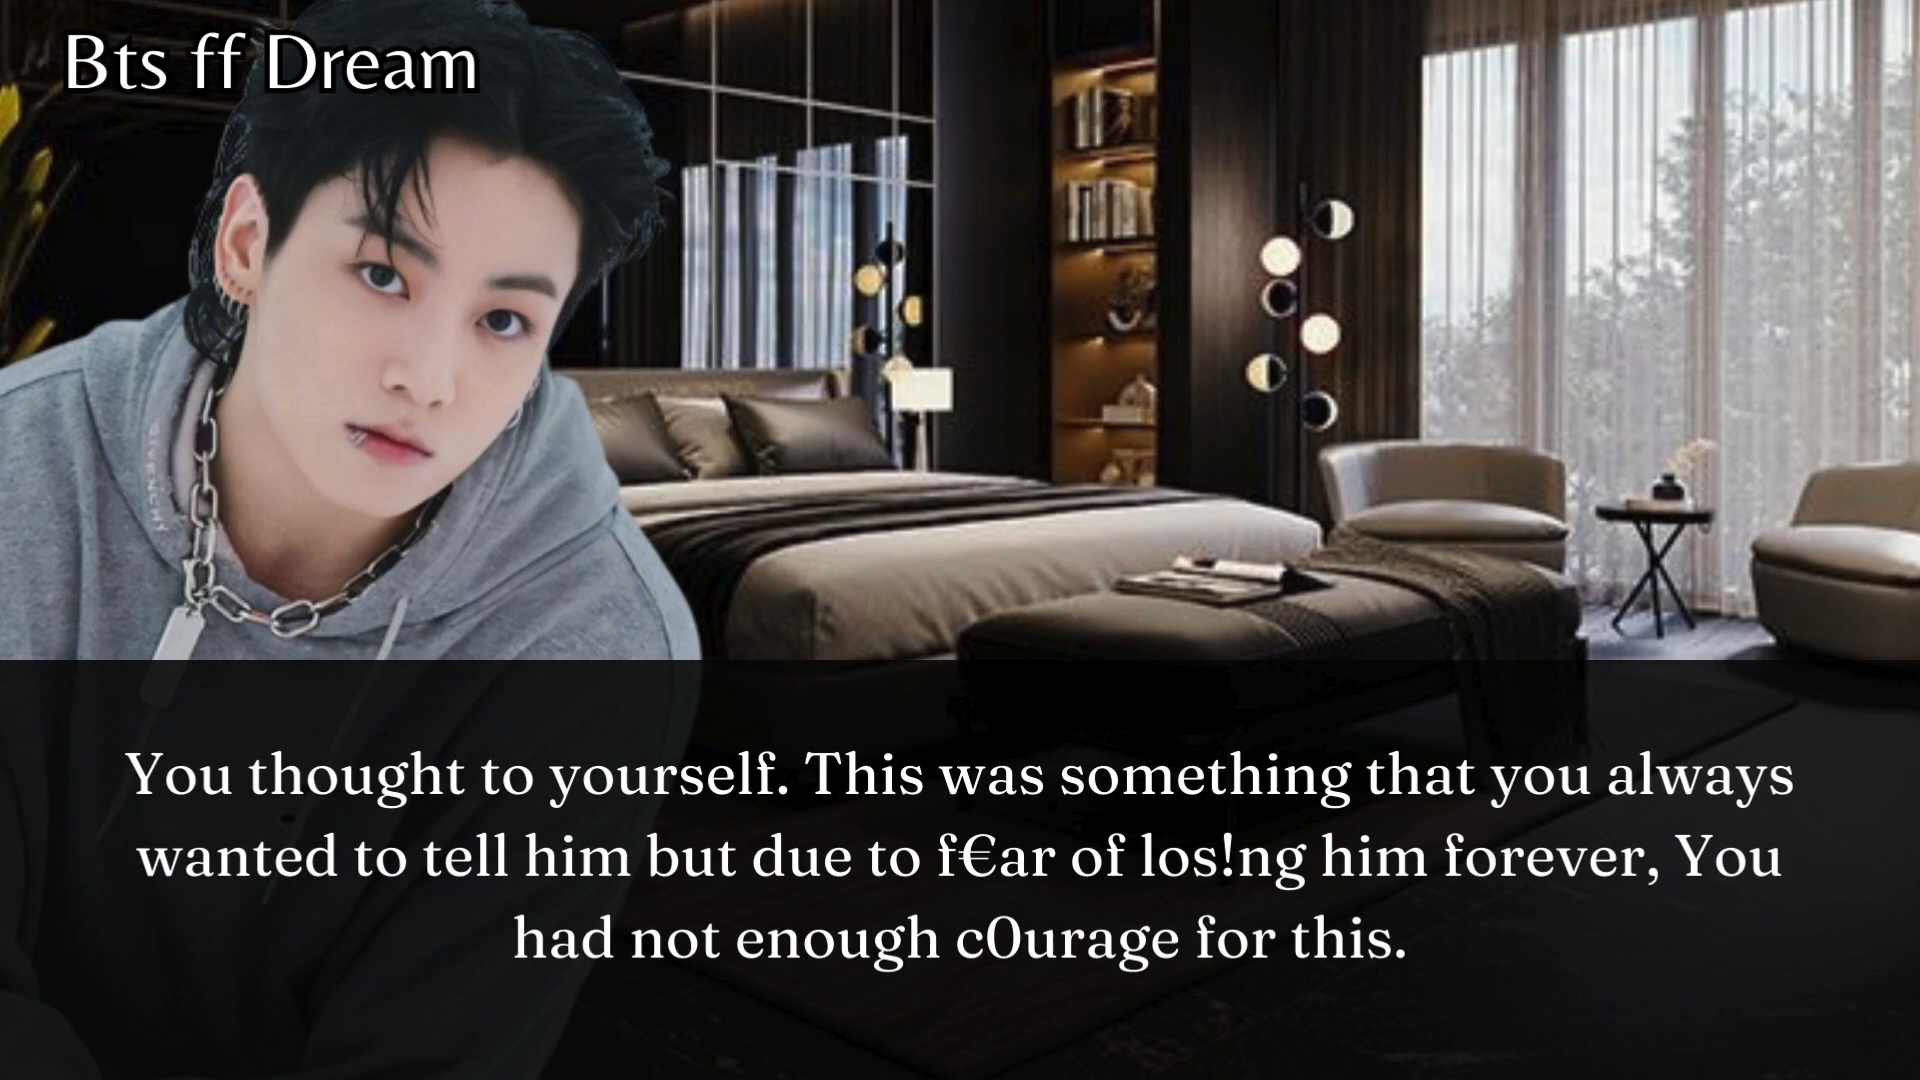 Bts ff Dream
GIVENCHY
You thought to yourself. This was something that you always
wanted to tell him but due to f€ar of los!ng him forever, You
had not enough c0urage for this.